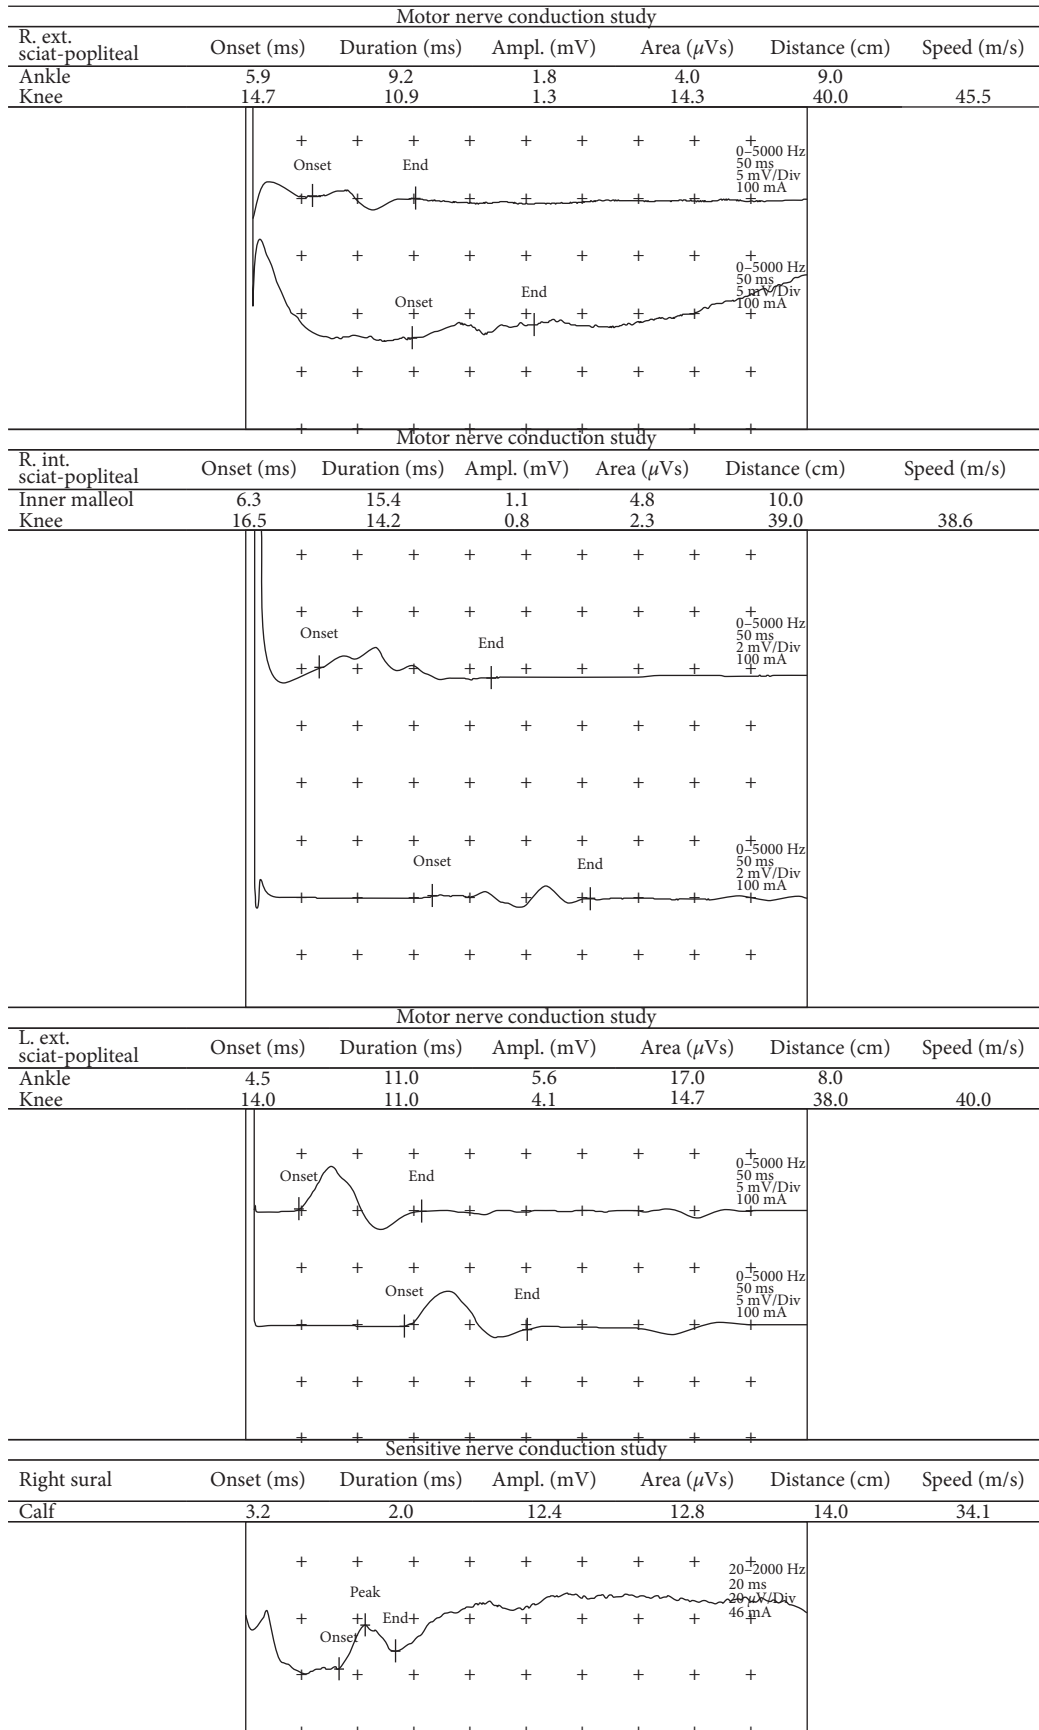 Motor nerve conduction study
R. ext. sciat-popliteal Onset (ms) Duration (ms) Ampl. (mV) Area (μVs) Distance (cm) Speed (m/s)
Ankle 5.9 9.2 1.8 4.0 9.0
Knee 14.7 10.9 1.3 14.3 40.0 45.5
0–5000 Hz
50 ms
5 mV/Div
100 mA
Onset End
0–5000 Hz
50 ms
5 mV/Div
100 mA
Onset End
Motor nerve conduction study
R. int. sciat-popliteal Onset (ms) Duration (ms) Ampl. (mV) Area (μVs) Distance (cm) Speed (m/s)
Inner malleol 6.3 15.4 1.1 4.8 10.0
Knee 16.5 14.2 0.8 2.3 39.0 38.6
0–5000 Hz
50 ms
2 mV/Div
100 mA
Onset End
0–5000 Hz
50 ms
2 mV/Div
100 mA
Onset End
Motor nerve conduction study
L. ext. sciat-popliteal Onset (ms) Duration (ms) Ampl. (mV) Area (μVs) Distance (cm) Speed (m/s)
Ankle 4.5 11.0 5.6 17.0 8.0
Knee 14.0 11.0 4.1 14.7 38.0 40.0
0–5000 Hz
50 ms
5 mV/Div
100 mA
Onset End
0–5000 Hz
50 ms
5 mV/Div
100 mA
Onset End
Sensitive nerve conduction study
Right sural Onset (ms) Duration (ms) Ampl. (mV) Area (μVs) Distance (cm) Speed (m/s)
Calf 3.2 2.0 12.4 12.8 14.0 34.1
20–2000 Hz
20 ms
20 μV/Div
46 mA
Peak
End
Onset